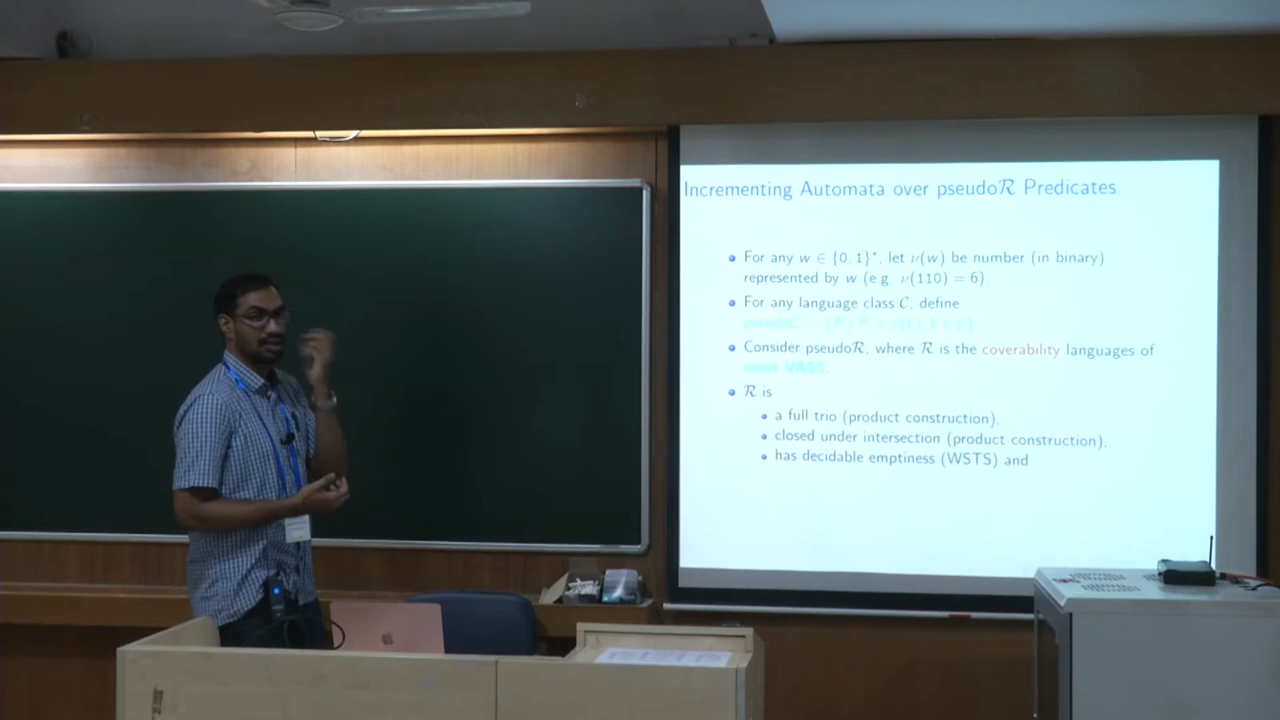 Incrementing Automata over pseudoℛ Predicates
For any w ∈ {0, 1}*, let ν(w) be number (in binary)
represented by w (e.g. ν(110) = 6)
For any language class 𝒞, define
Consider pseudoℛ, where ℛ is the coverability languages of
reset VASS.
ℛ is
a full trio (product construction),
closed under intersection (product construction),
has decidable emptiness (WSTS) and